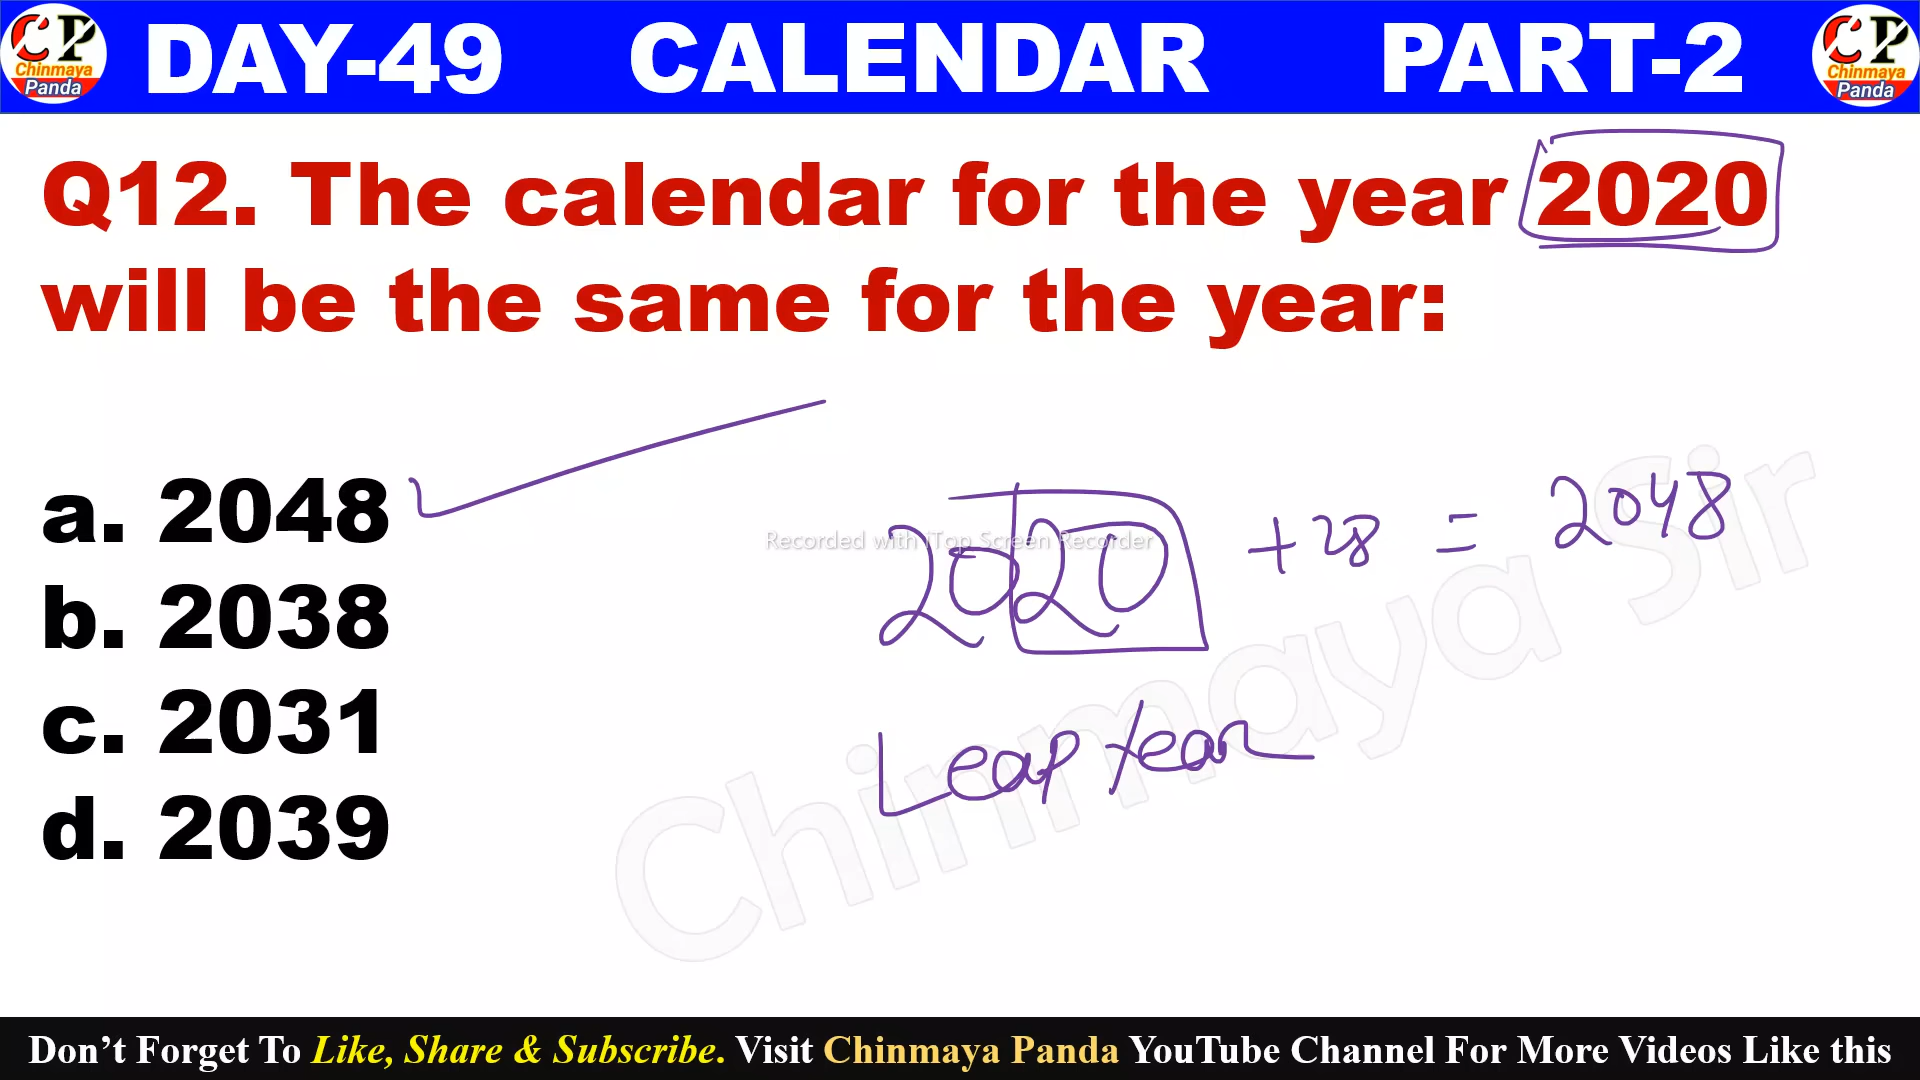 CP Chinmaya Panda DAY-49 CALENDAR PART-2 CP Chinmaya Panda
Q12. The calendar for the year 2020
will be the same for the year:
a. 2048
b. 2038
c. 2031
d. 2039
2020 +28 = 2048
Leap Year
Recorded with iTop Screen Recorder
Chinmaya Sir
Don’t Forget To Like, Share & Subscribe. Visit Chinmaya Panda YouTube Channel For More Videos Like this